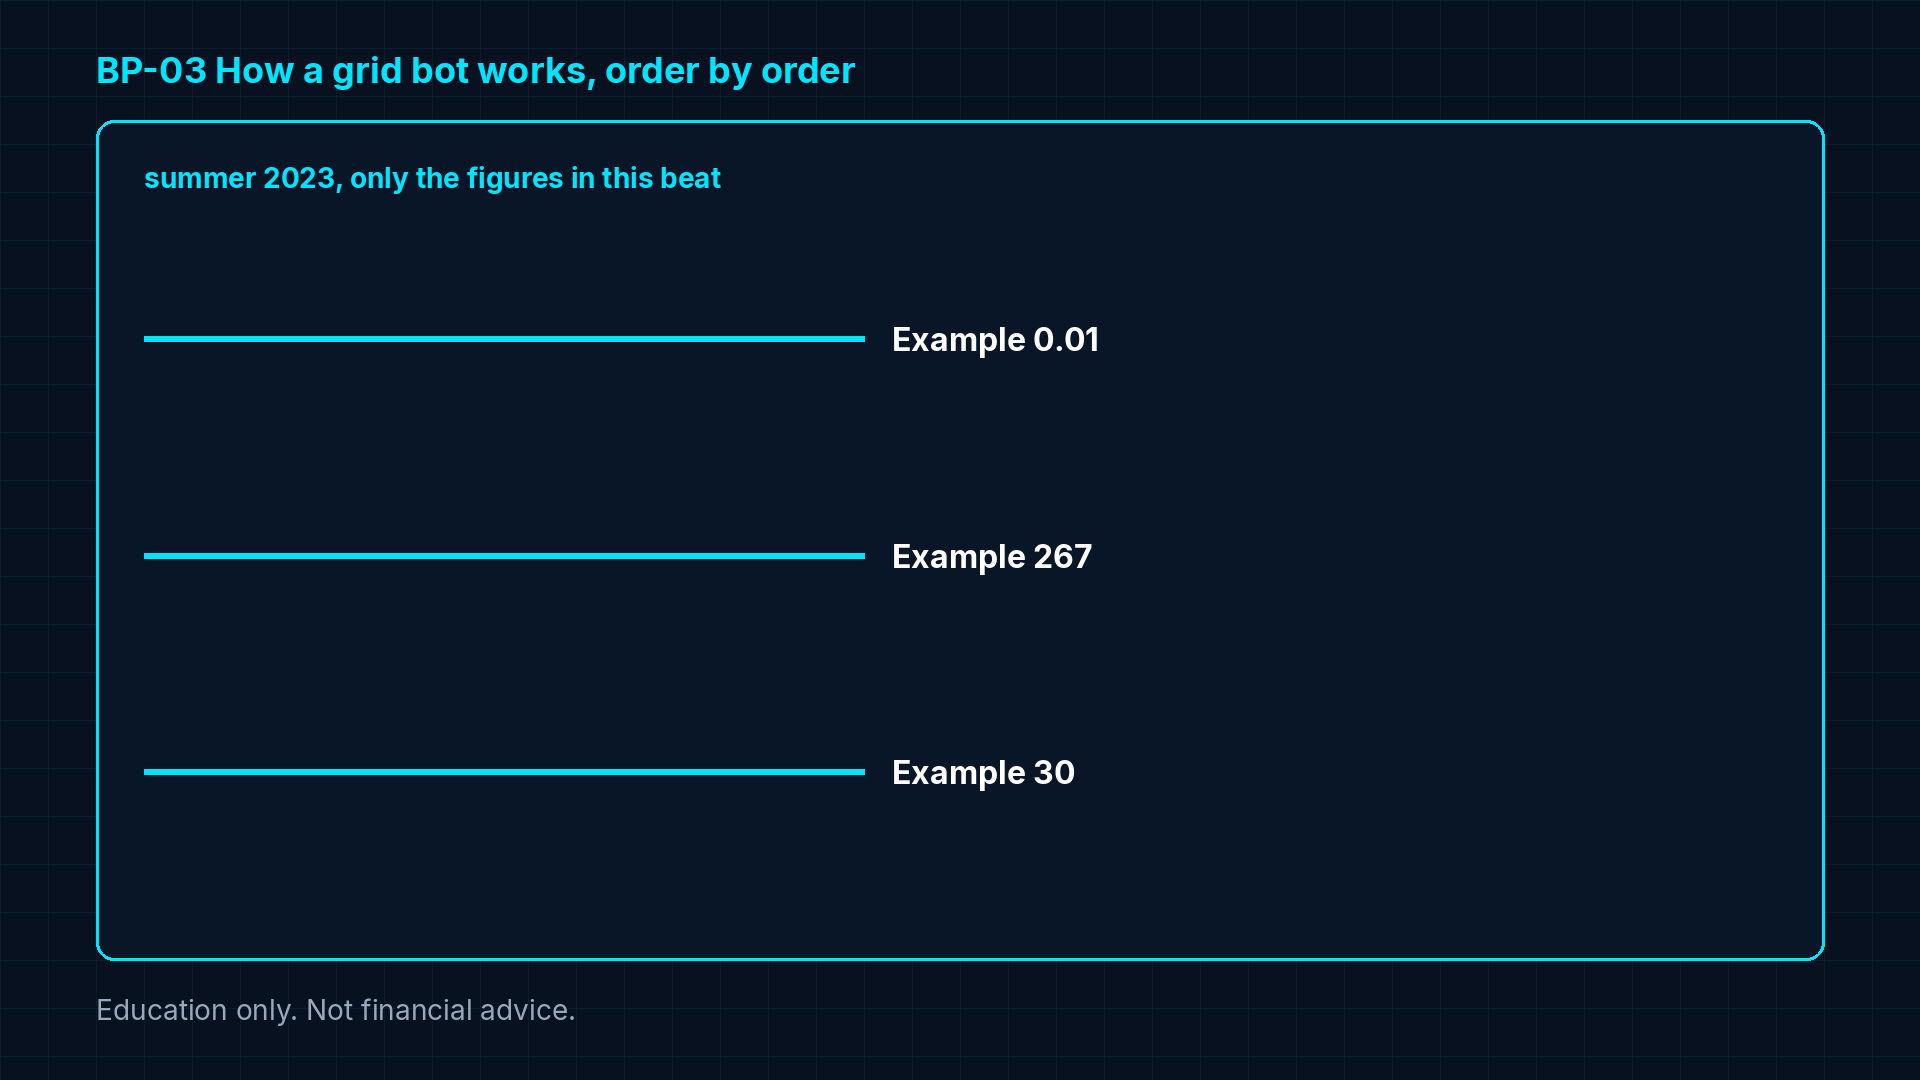 BP-03 How a grid bot works, order by order
summer 2023, only the figures in this beat
Example 0.01
Example 267
Example 30
Education only. Not financial advice.